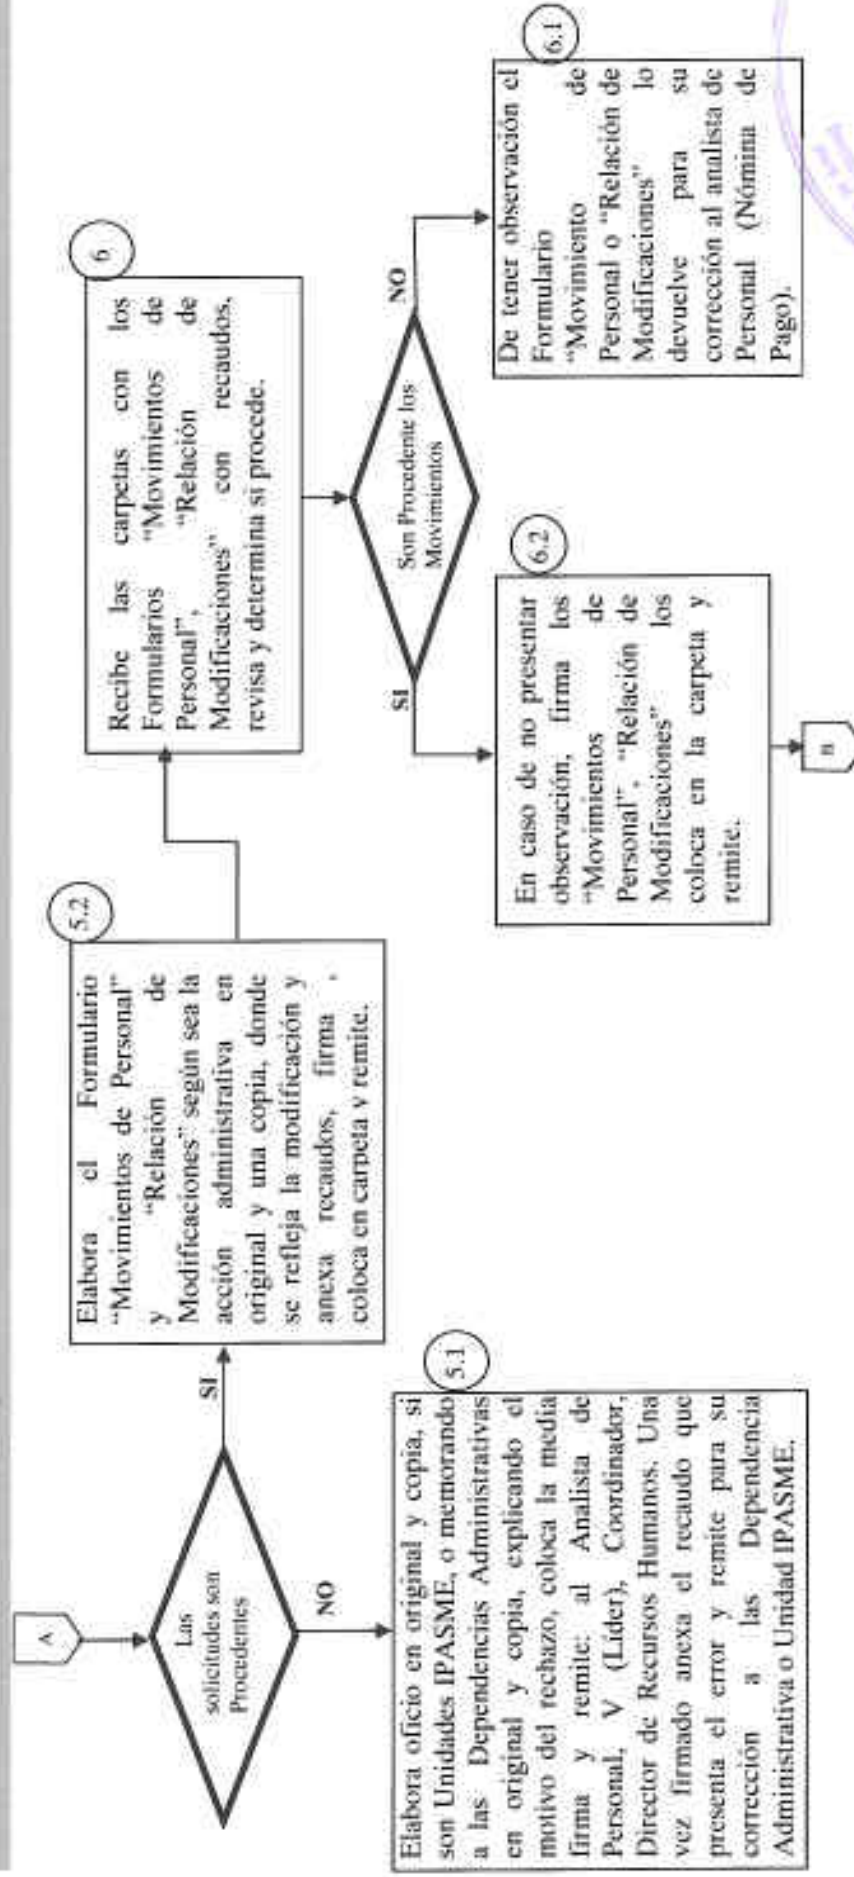 A
Las
solicitudes son
Procedentes
SI
NO
5.1
Elabora oficio en original y copia, si
son Unidades IPASME, o memorando
a las Dependencias Administrativas
en original y copia, explicando el
motivo del rechazo, coloca la media
firma y remite: al Analista de
Personal, V (Líder), Coordinador,
Director de Recursos Humanos. Una
vez firmado anexa el recaudo que
presenta el error y remite para su
corrección a las Dependencia
Administrativa o Unidad IPASME.
5.2
Elabora el Formulario
“Movimientos de Personal”
y “Relación de
Modificaciones” según sea la
acción administrativa en
original y una copia, donde
se refleja la modificación y
anexa recaudos, firma ,
coloca en carpeta y remite.
6
Recibe las carpetas con los
Formularios “Movimientos de
Personal”, “Relación de
Modificaciones” con recaudos,
revisa y determina si procede.
Son Procedente los
Movimientos
SI
NO
6.2
En caso de no presentar
observación, firma los
“Movimientos de
Personal”, “Relación de
Modificaciones” los
coloca en la carpeta y
remite.
B
6.1
De tener observación el
Formulario
“Movimiento de
Personal o “Relación de
Modificaciones” lo
devuelve para su
corrección al analista de
Personal (Nómina de
Pago).